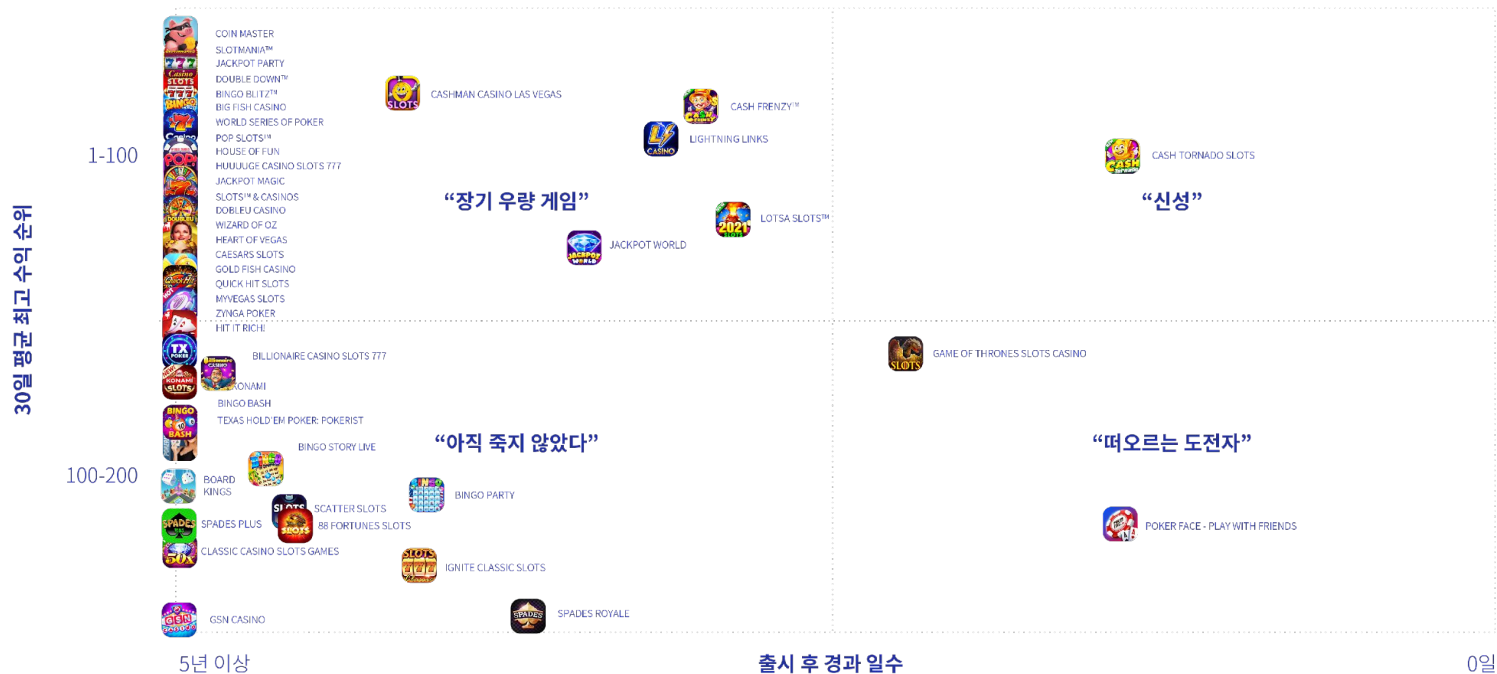 COIN MASTER
SLOTMANIA™
JACKPOT PARTY
DOUBLE DOWN™
BINGO BLITZ™
BIG FISH CASINO
WORLD SERIES OF POKER
POP SLOTS™
HOUSE OF FUN
HUUUUGE CASINO SLOTS 777
JACKPOT MAGIC
SLOTS™ & CASINOS
DOBLEU CASINO
WIZARD OF OZ
HEART OF VEGAS
CAESARS SLOTS
GOLD FISH CASINO
QUICK HIT SLOTS
MYVEGAS SLOTS
ZYNGA POKER
HIT IT RICH!
CASHMAN CASINO LAS VEGAS
CASH FRENZY™
LIGHTNING LINKS
LOTSA SLOTS™
JACKPOT WORLD
CASH TORNADO SLOTS
1-100
“장기 우량 게임”
“신성”
30일 평균 최고 수익 순위
BILLIONAIRE CASINO SLOTS 777
KONAMI
BINGO BASH
TEXAS HOLD'EM POKER: POKERIST
BINGO STORY LIVE
GAME OF THRONES SLOTS CASINO
“아직 죽지 않았다”
“떠오르는 도전자”
100-200
BOARD
KINGS
BINGO PARTY
SCATTER SLOTS
SPADES PLUS
88 FORTUNES SLOTS
POKER FACE - PLAY WITH FRIENDS
CLASSIC CASINO SLOTS GAMES
IGNITE CLASSIC SLOTS
GSN CASINO
SPADES ROYALE
5년 이상
출시 후 경과 일수
0일